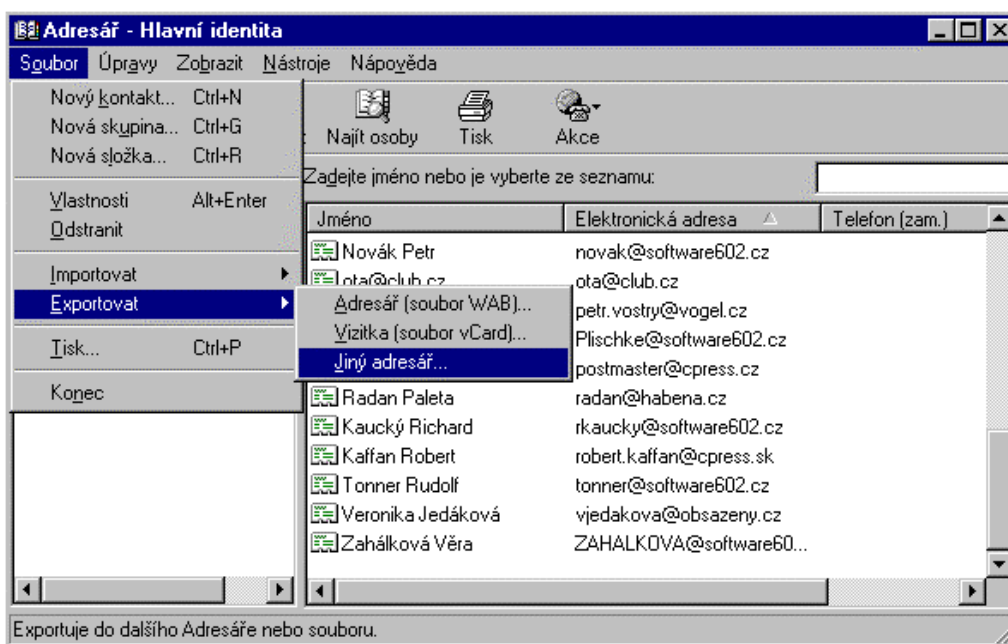 Adresář - Hlavní identita
Soubor Úpravy Zobrazit Nástroje Nápověda
Nový kontakt... Ctrl+N
Nová skupina... Ctrl+G
Nová složka... Ctrl+R
Vlastnosti Alt+Enter
Odstranit
Importovat
Exportovat
Tisk... Ctrl+P
Konec
Najít osoby Tisk Akce
Zadejte jméno nebo je vyberte ze seznamu:
Jméno Elektronická adresa Telefon (zam.)
Novák Petr novak@software602.cz
ota@club.cz ota@club.cz
Adresář (soubor WAB)...
Vizitka (soubor vCard)...
Jiný adresář...
petr.vostry@vogel.cz
Plischke@software602.cz
postmaster@cpress.cz
Radan Paleta radan@habena.cz
Kaucký Richard rkaucky@software602.cz
Kaffan Robert robert.kaffan@cpress.sk
Tonner Rudolf tonner@software602.cz
Veronika Jedáková vjedakova@obsazeny.cz
Zahálková Věra ZAHALKOVA@software60...
Exportuje do dalšího Adresáře nebo souboru.